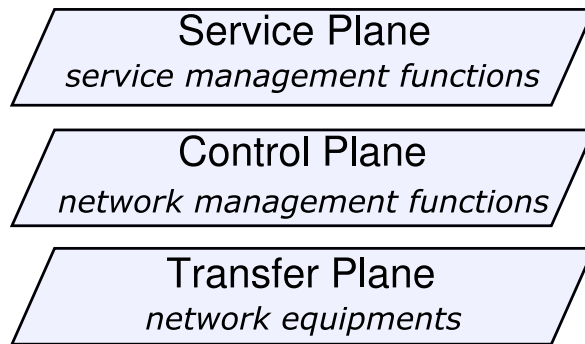 Service Plane
service management functions
Control Plane
network management functions
Transfer Plane
network equipments